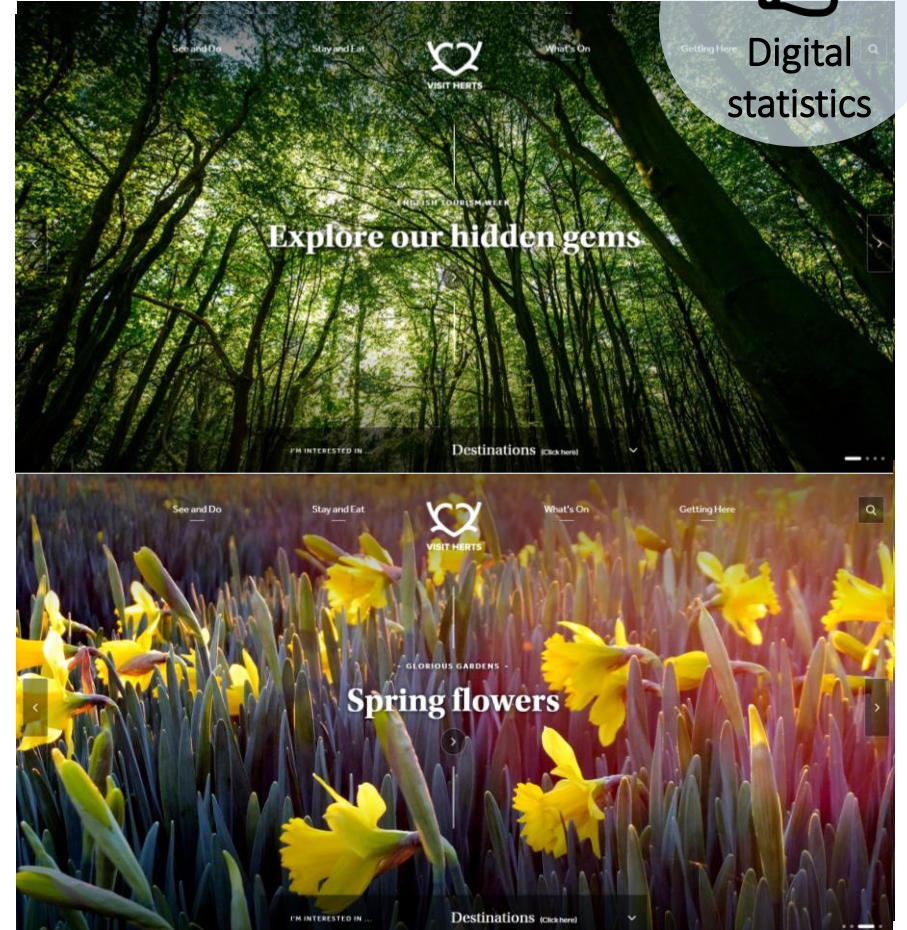 Digital
statistics
See and Do
Stay and Eat
VISIT HERTS
What's On
Getting Here
ENGLISH TOURISM WEEK
Explore our hidden gems
I'M INTERESTED IN ...
Destinations (Click here)
See and Do
Stay and Eat
VISIT HERTS
What's On
Getting Here
- GLORIOUS GARDENS -
Spring flowers
I'M INTERESTED IN ...
Destinations (Click here)